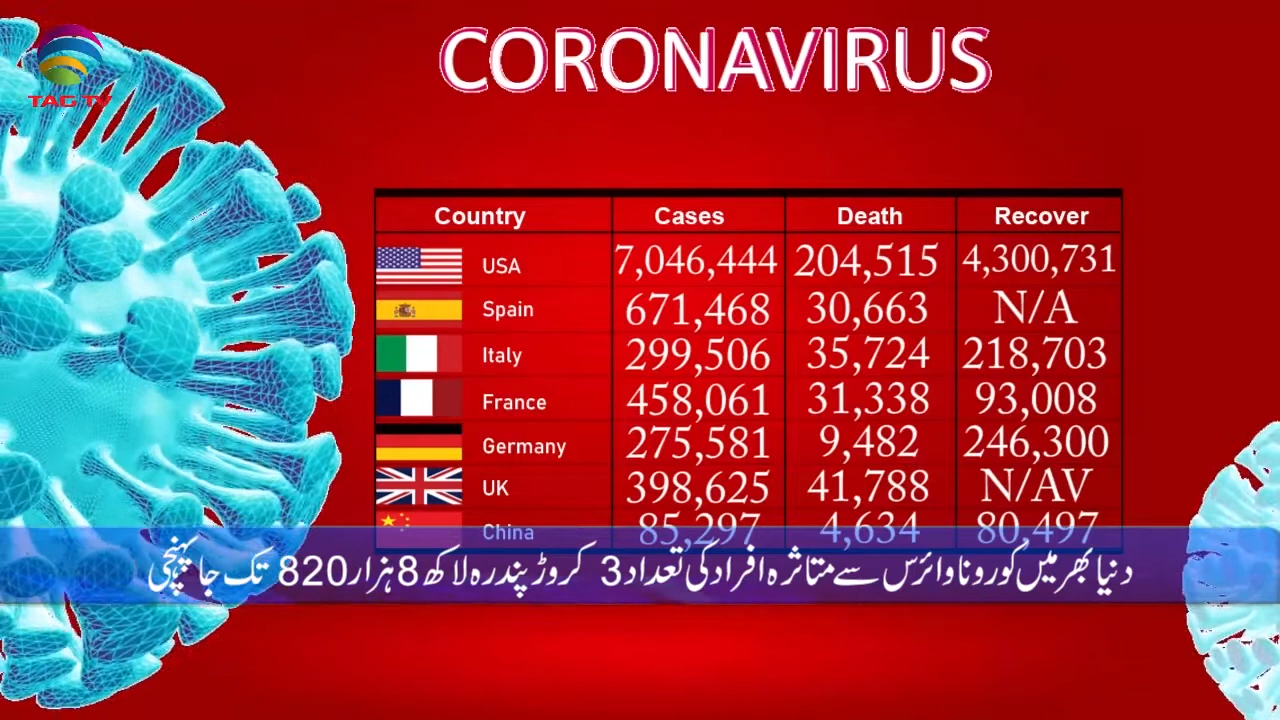 TAG TV
CORONAVIRUS
Country Cases Death Recover
USA 7,046,444 204,515 4,300,731
Spain 671,468 30,663 N/A
Italy 299,506 35,724 218,703
France 458,061 31,338 93,008
Germany 275,581 9,482 246,300
UK 398,625 41,788 N/AV
China 85,297 4,634 80,497
دنیا بھر میں کورونا وائرس سے متاثرہ افراد کی تعداد 3 کروڑ پندرہ لاکھ 8 ہزار 820 تک جا پہنچی